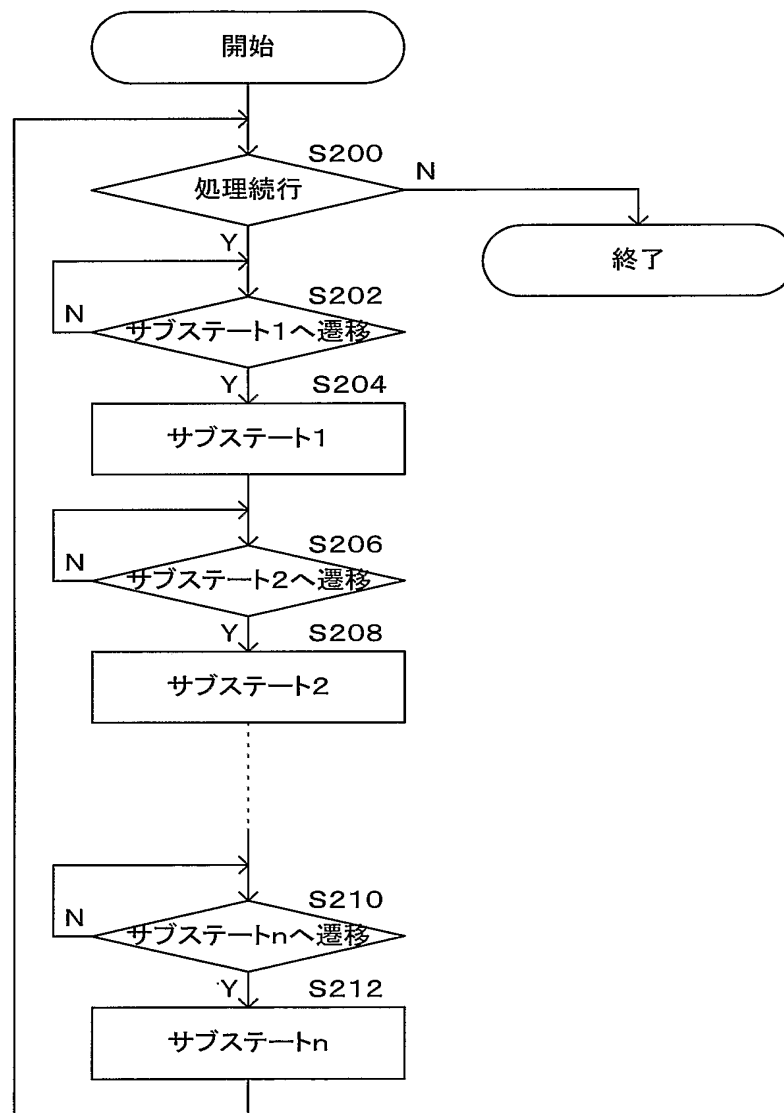 開始
S200
処理続行
N
終了
Y
S202
N
サブステート1へ遷移
Y
S204
サブステート1
S206
N
サブステート2へ遷移
Y
S208
サブステート2
S210
N
サブステートnへ遷移
Y
S212
サブステートn